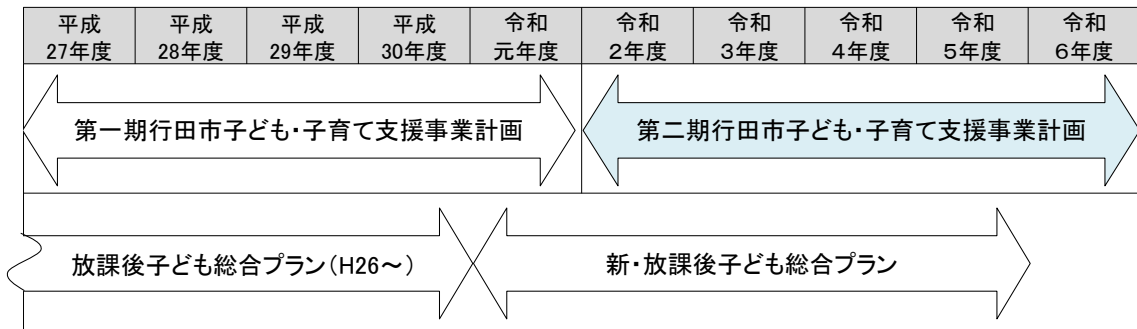 平成 平成 平成 平成 令和 令和 令和 令和 令和 令和
27年度 28年度 29年度 30年度 元年度 2年度 3年度 4年度 5年度 6年度
第一期行田市子ども・子育て支援事業計画 第二期行田市子ども・子育て支援事業計画
放課後子ども総合プラン（H26～） 新・放課後子ども総合プラン